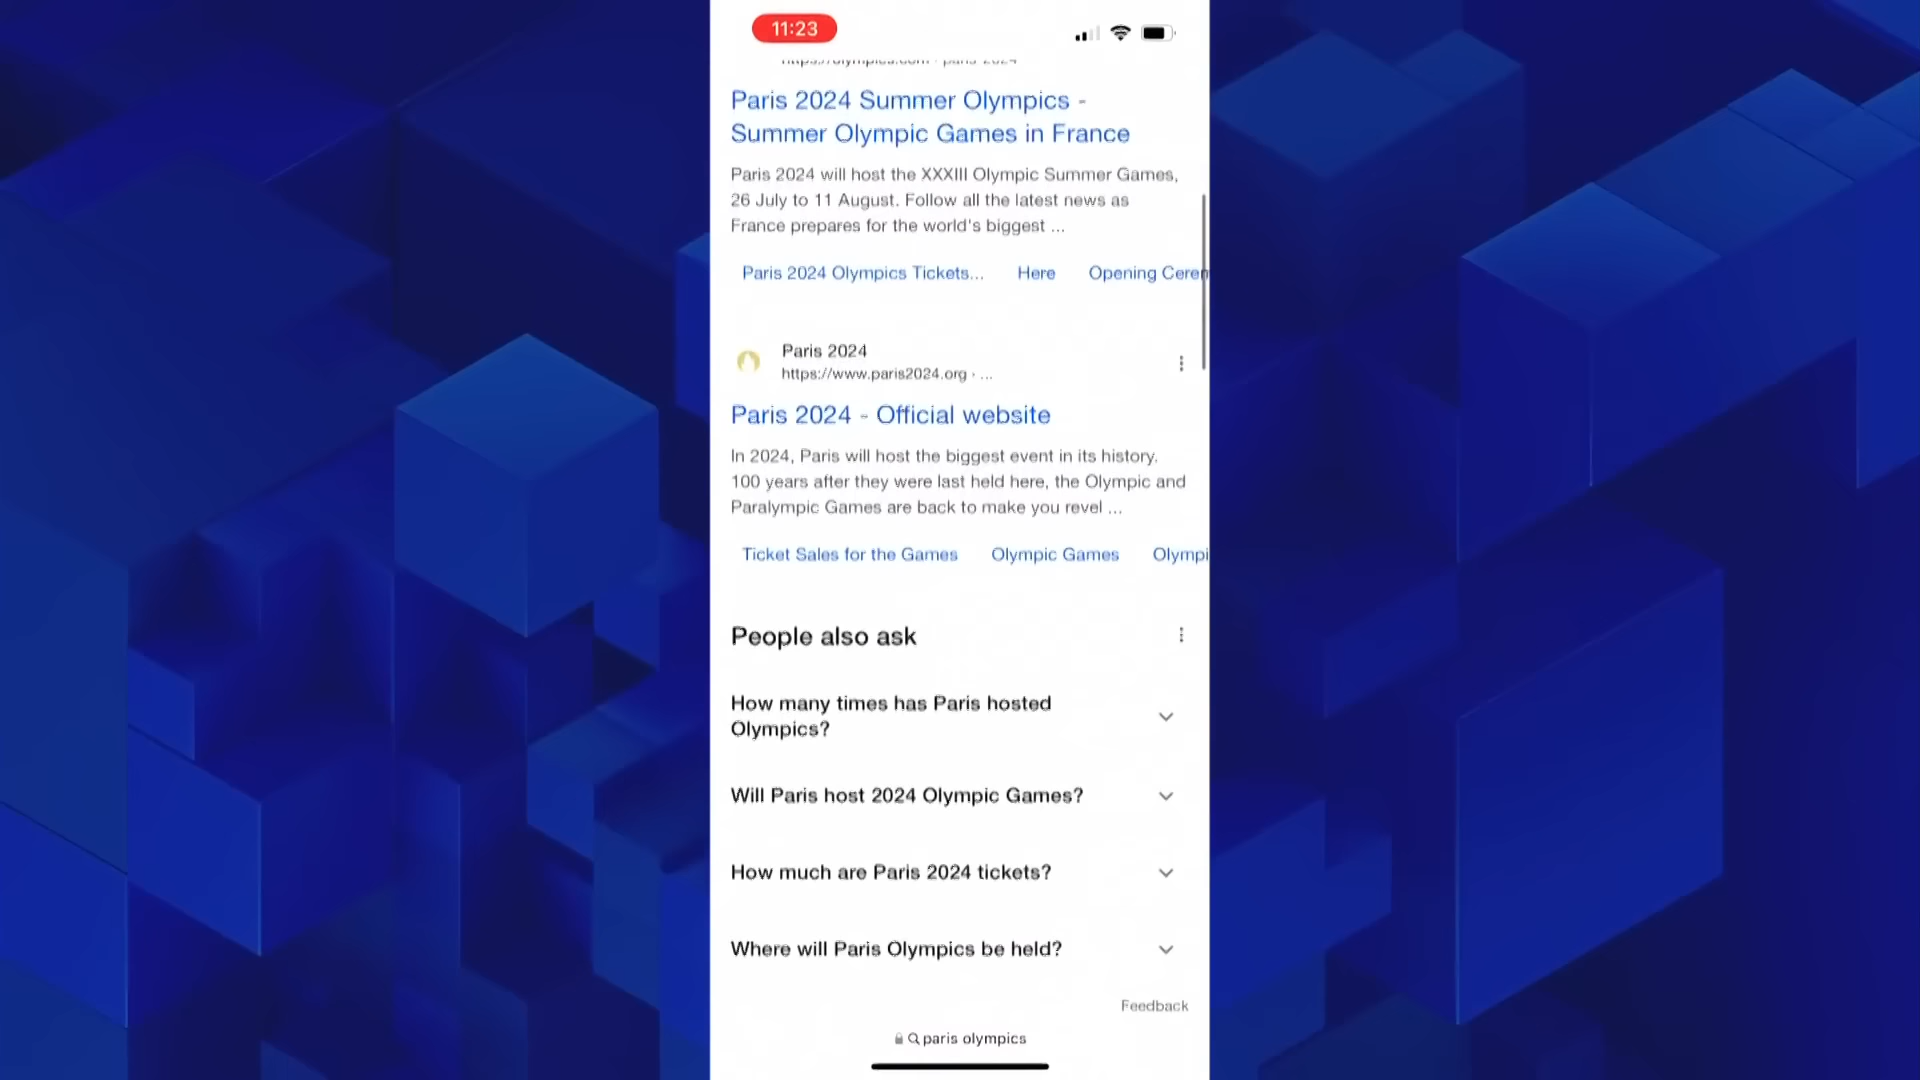 11:23
Paris 2024 Summer Olympics -
Summer Olympic Games in France
Paris 2024 will host the XXXIII Olympic Summer Games,
26 July to 11 August. Follow all the latest news as
France prepares for the world's biggest ...
Paris 2024 Olympics Tickets... Here Opening Cerem
Paris 2024
https://www.paris2024.org · ...
Paris 2024 - Official website
In 2024, Paris will host the biggest event in its history.
100 years after they were last held here, the Olympic and
Paralympic Games are back to make you revel ...
Ticket Sales for the Games Olympic Games Olympi
People also ask
How many times has Paris hosted
Olympics?
Will Paris host 2024 Olympic Games?
How much are Paris 2024 tickets?
Where will Paris Olympics be held?
Feedback
paris olympics